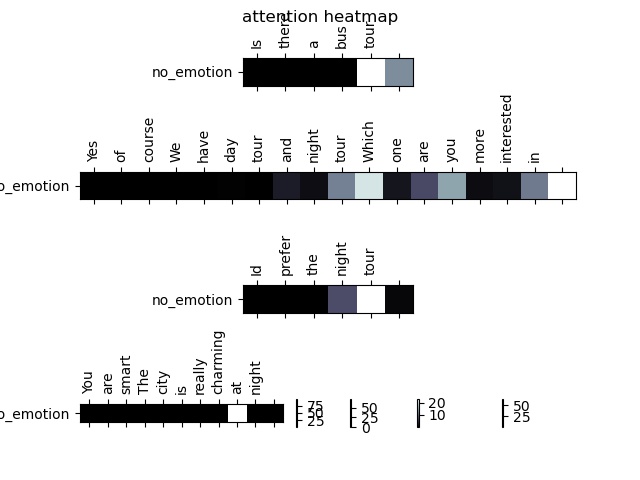 attention heatmap
Is there a bus tour
no_emotion
Yes of course We have day tour and night tour Which one are you more interested in
o_emotion
Id prefer the night tour
no_emotion
You are smart The city is really charming at night
o_emotion
75 50 25
50 25 0
20 10
50 25